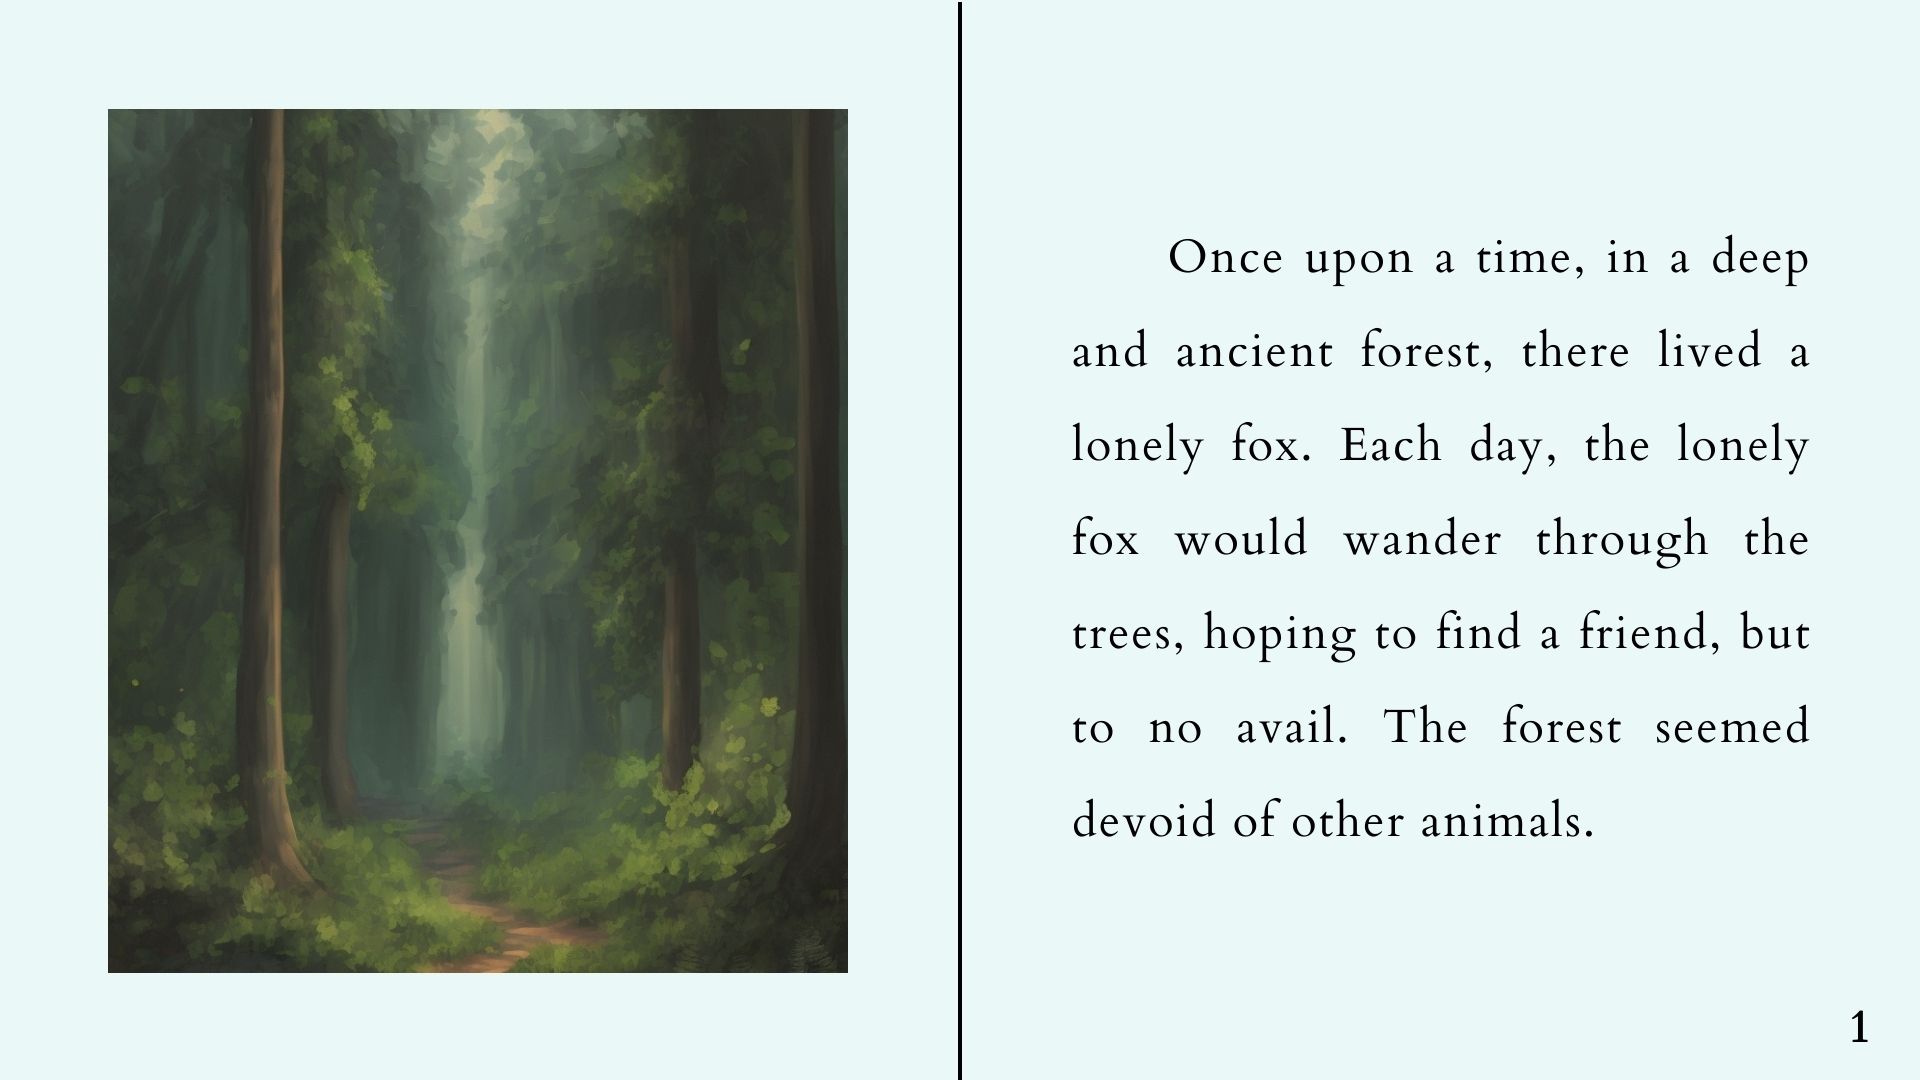 Once upon a time, in a deep
and ancient forest, there lived a
lonely fox. Each day, the lonely
fox would wander through the
trees, hoping to find a friend, but
to no avail. The forest seemed
devoid of other animals.
1